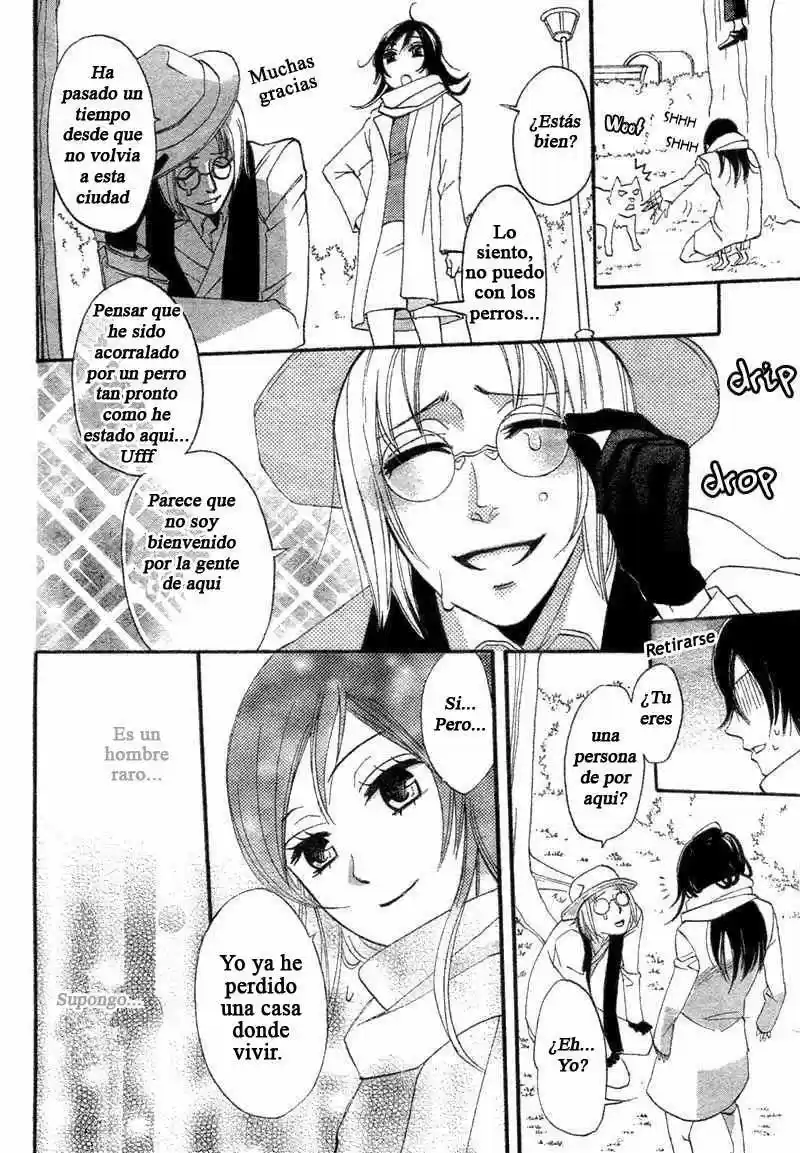 Woof
SHHH
SHHH
¿Estás
bien?
Lo
siento,
no puedo
con los
perros...
Muchas
gracias
Ha
pasado un
tiempo
desde que
no volvia
a esta
ciudad
Pensar que
he sido
acorralado
por un perro
tan pronto
como he
estado aqui...
Ufff
Parece que
no soy
bienvenido
por la gente
de aqui
drip
drop
Retirarse
¿Tu
eres
una
persona
de por
aqui?
¿Eh...
Yo?
Si...
Pero...
Yo ya he
perdido
una casa
donde
vivir.
Es un
hombre
raro...
Supongo...